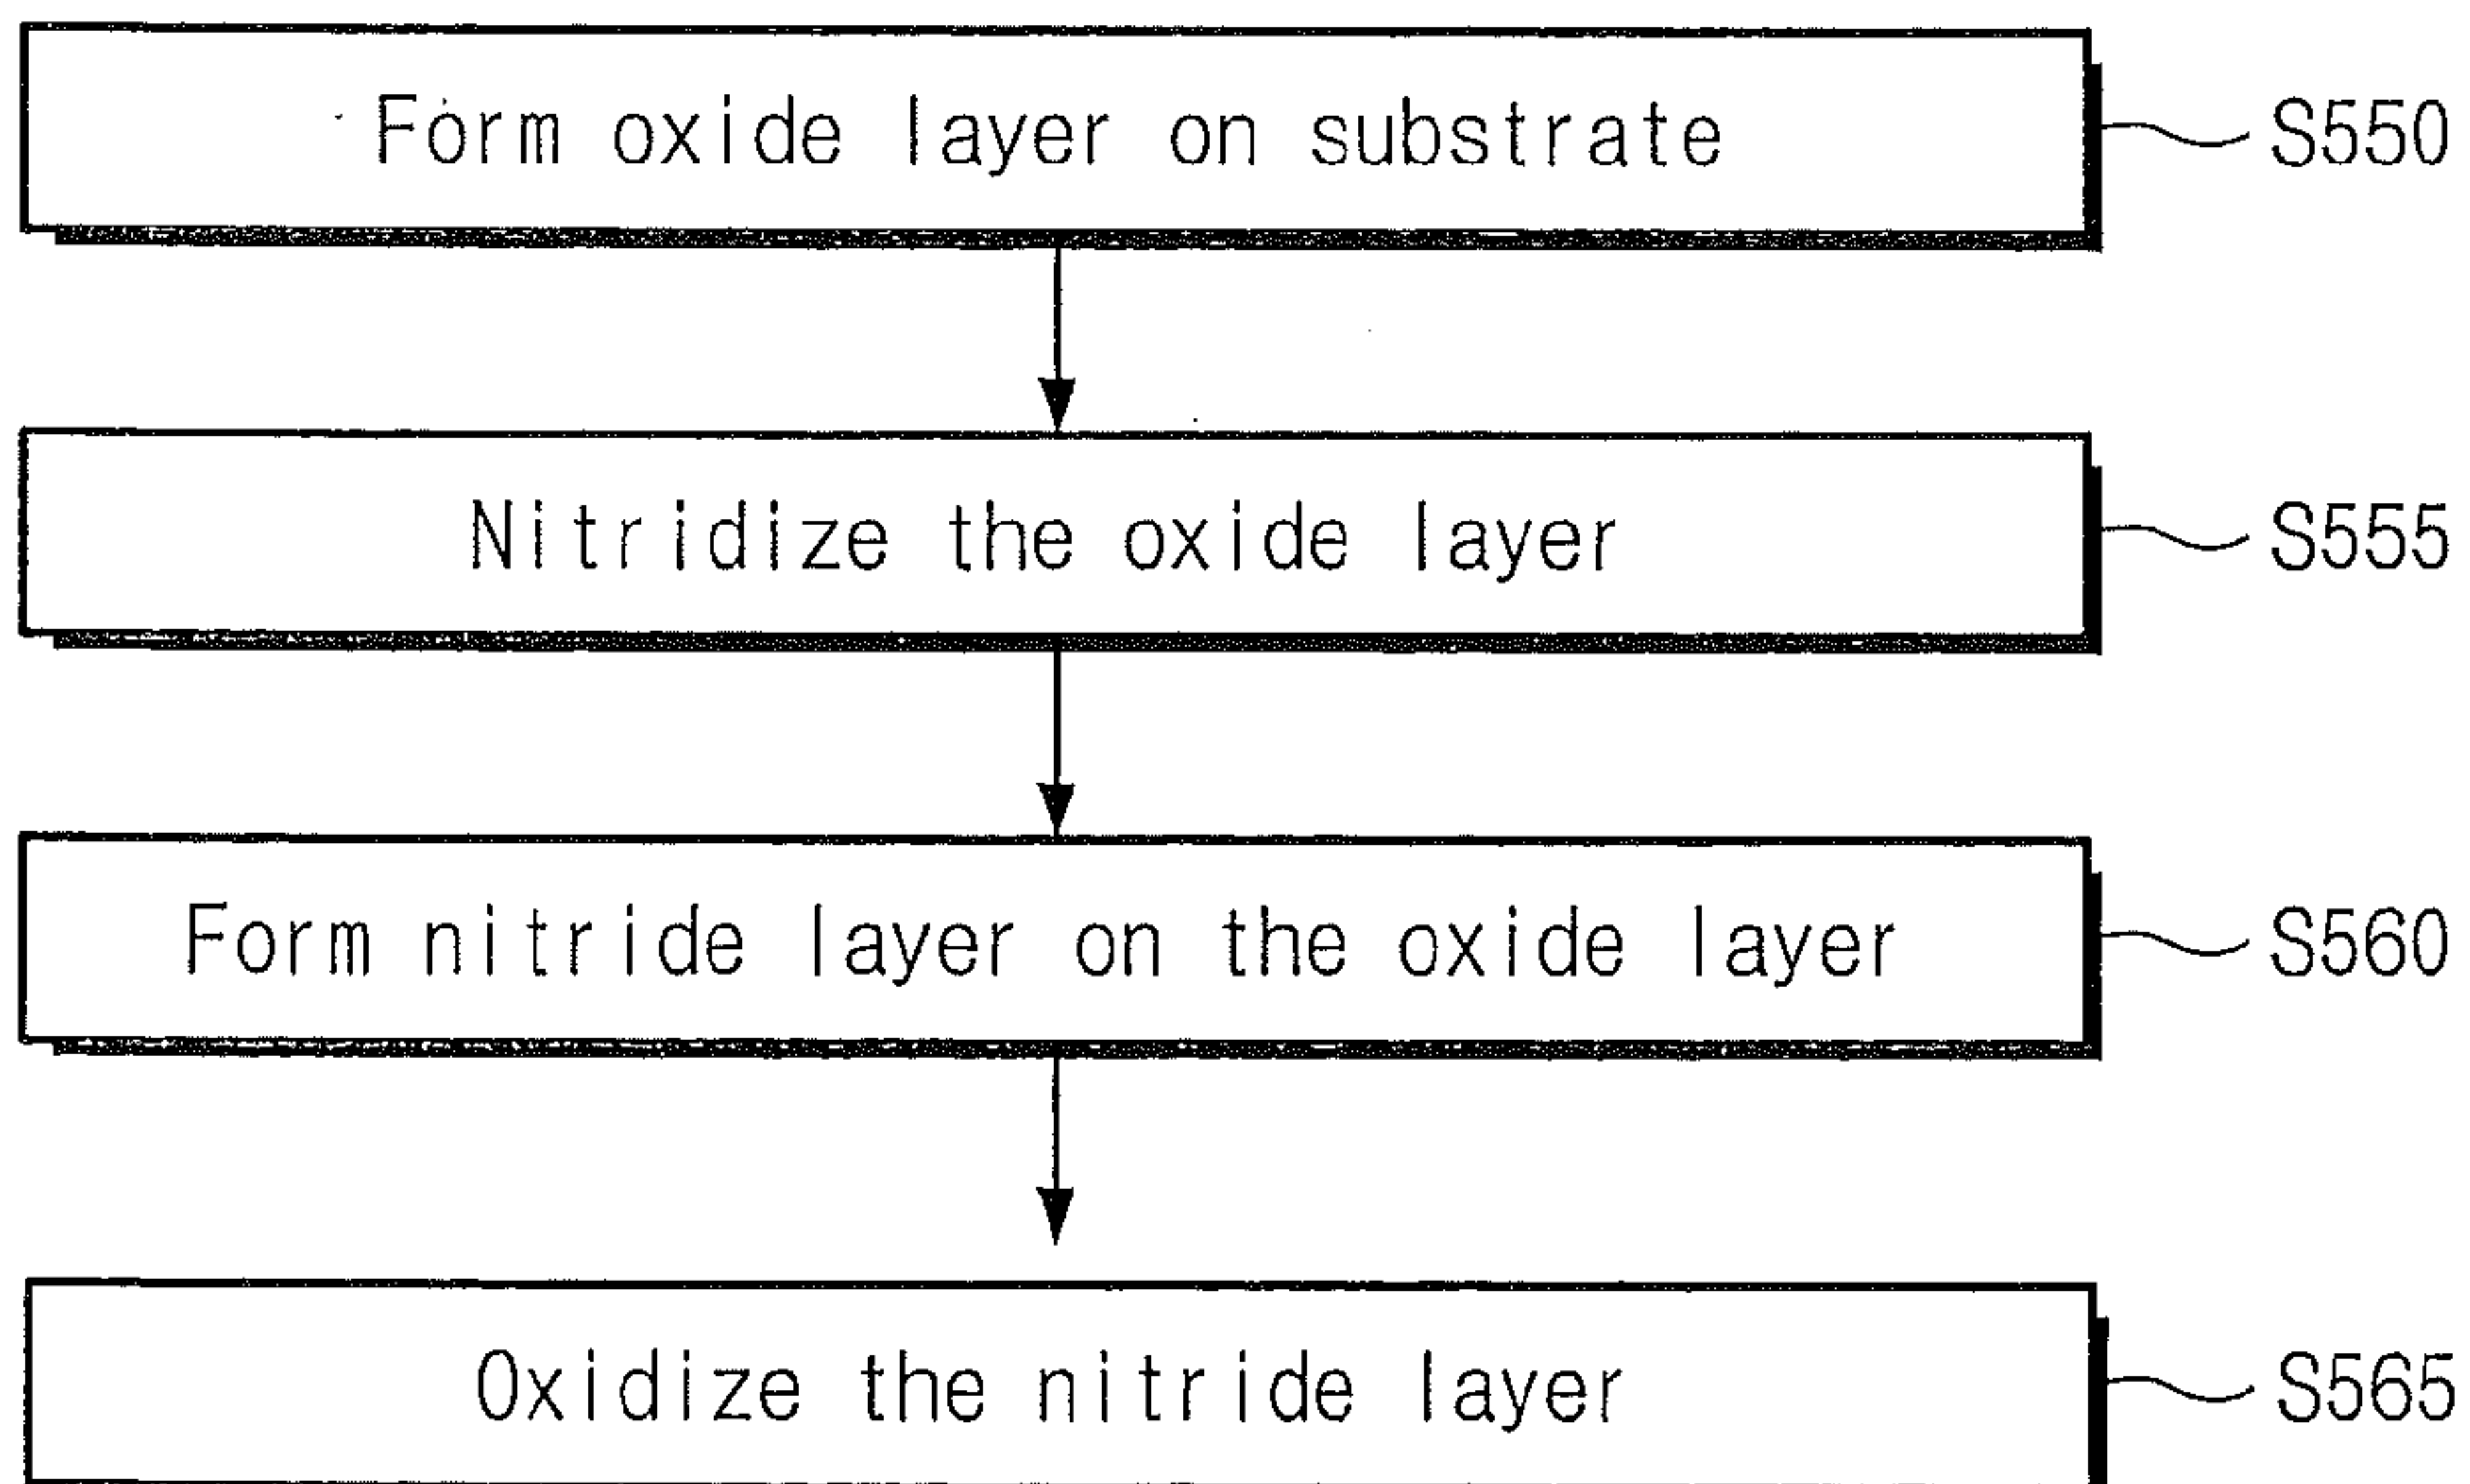 Form oxide layer on substrate S550
Nitridize the oxide layer S555
Form nitride layer on the oxide layer S560
Oxidize the nitride layer S565